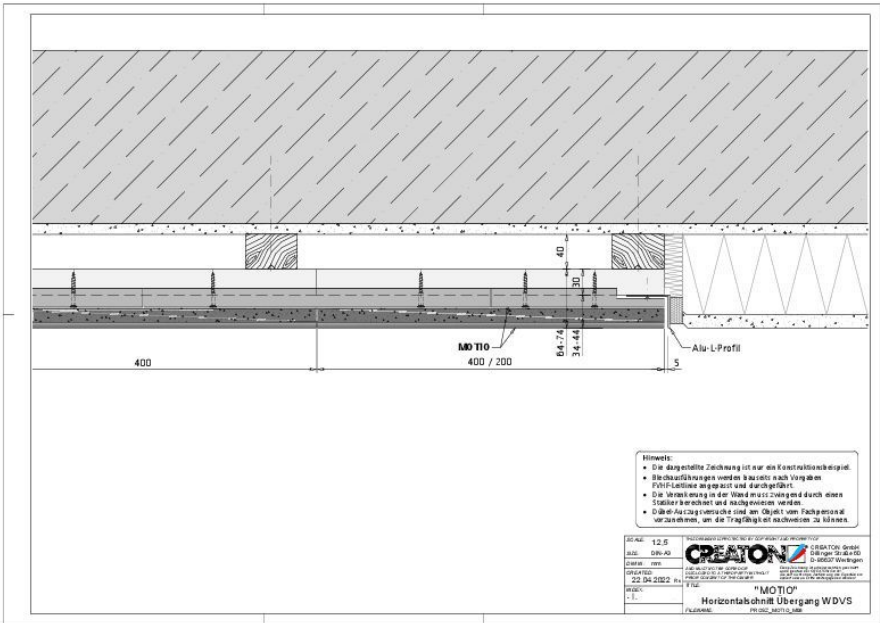 40
30
MOTIO
64-74
34-44
Alu-L-Profil
400
400 / 200
5
Hinweis:
• Die dargestellte Zeichnung ist nur ein Konstruktionsbeispiel.
• Blechausführungen werden bauseits nach Vorgaben
FVHF-Leitlinie angepasst und durchgeführt.
• Die Verankerung in der Wand muss zwingend durch einen
Statiker berechnet und nachgewiesen werden.
• Dübel-Auszugsversuche sind am Objekt vom Fachpersonal
vorzunehmen, um die Tragfähigkeit nachweisen zu können.
SCALE: 1:2,5
SIZE: DIN-A3
mm
CREATED:
22.04.2022
INDEX:
- 1.
CREATON
CREATON GmbH
Dillinger Straße 60
D-86637 Wertingen
TITLE:
"MOTIO"
Horizontalschnitt Übergang WDVS
FILENAME: